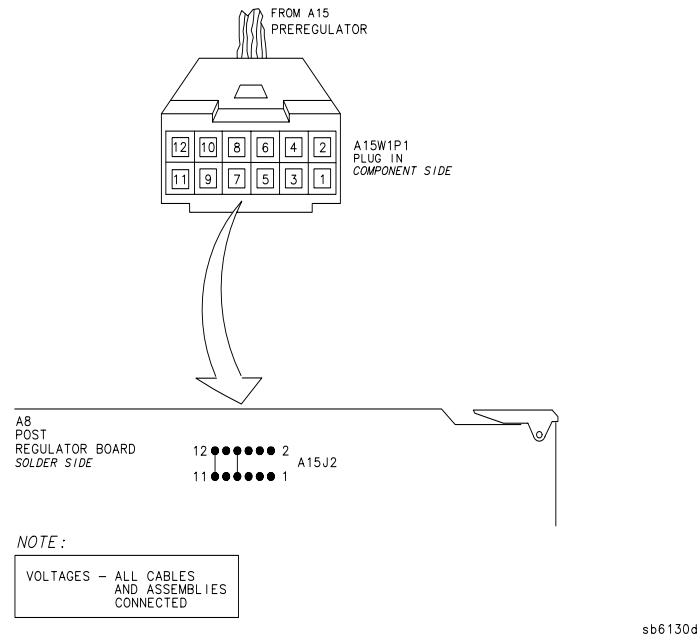 FROM A15
PREREGULATOR
12 10 8 6 4 2
11 9 7 5 3 1
A15W1P1
PLUG IN
COMPONENT SIDE
A8
POST
REGULATOR BOARD
SOLDER SIDE
12 2
A15J2
11 1
NOTE:
VOLTAGES – ALL CABLES
AND ASSEMBLIES
CONNECTED
sb6130d